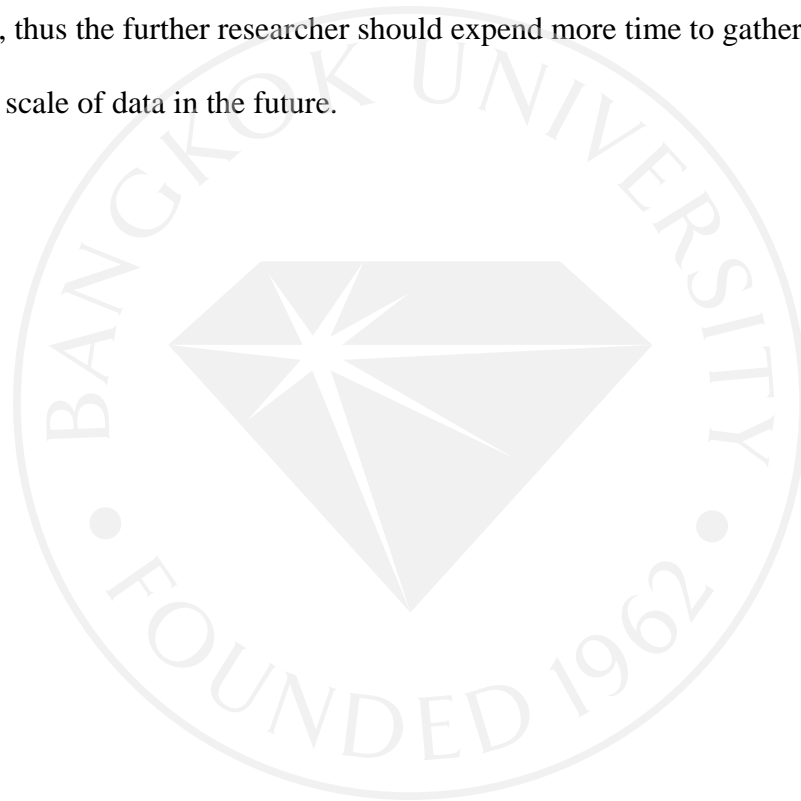 , thus the further researcher should expend more time to gather
scale of data in the future.
BANGKOK UNIVERSITY
FOUNDED 1962